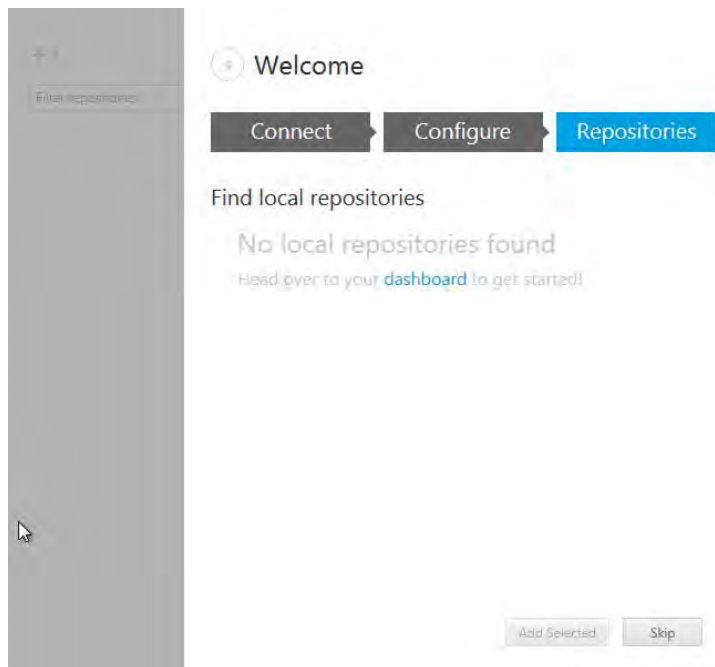 Filter repositories
Welcome
Connect
Configure
Repositories
Find local repositories
No local repositories found
Head over to your dashboard to get started!
Add Selected
Skip